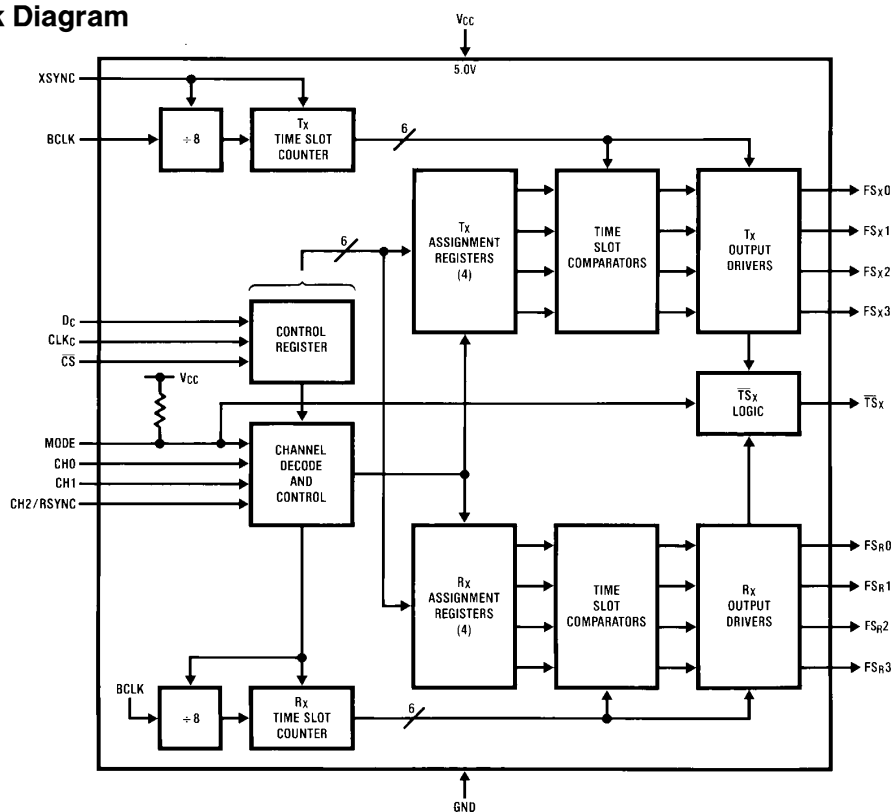 k Diagram
VCC
5.0V
XSYNC
BCLK
÷8
TX
TIME SLOT
COUNTER
6
TX
ASSIGNMENT
REGISTERS
(4)
TIME
SLOT
COMPARATORS
TX
OUTPUT
DRIVERS
FSX0
FSX1
FSX2
FSX3
6
DC
CLKC
C̅S̅
CONTROL
REGISTER
VCC
T̅S̅X
LOGIC
T̅S̅X
MODE
CH0
CH1
CH2/RSYNC
CHANNEL
DECODE
AND
CONTROL
RX
ASSIGNMENT
REGISTERS
(4)
TIME
SLOT
COMPARATORS
RX
OUTPUT
DRIVERS
FSR0
FSR1
FSR2
FSR3
BCLK
÷8
RX
TIME SLOT
COUNTER
6
GND